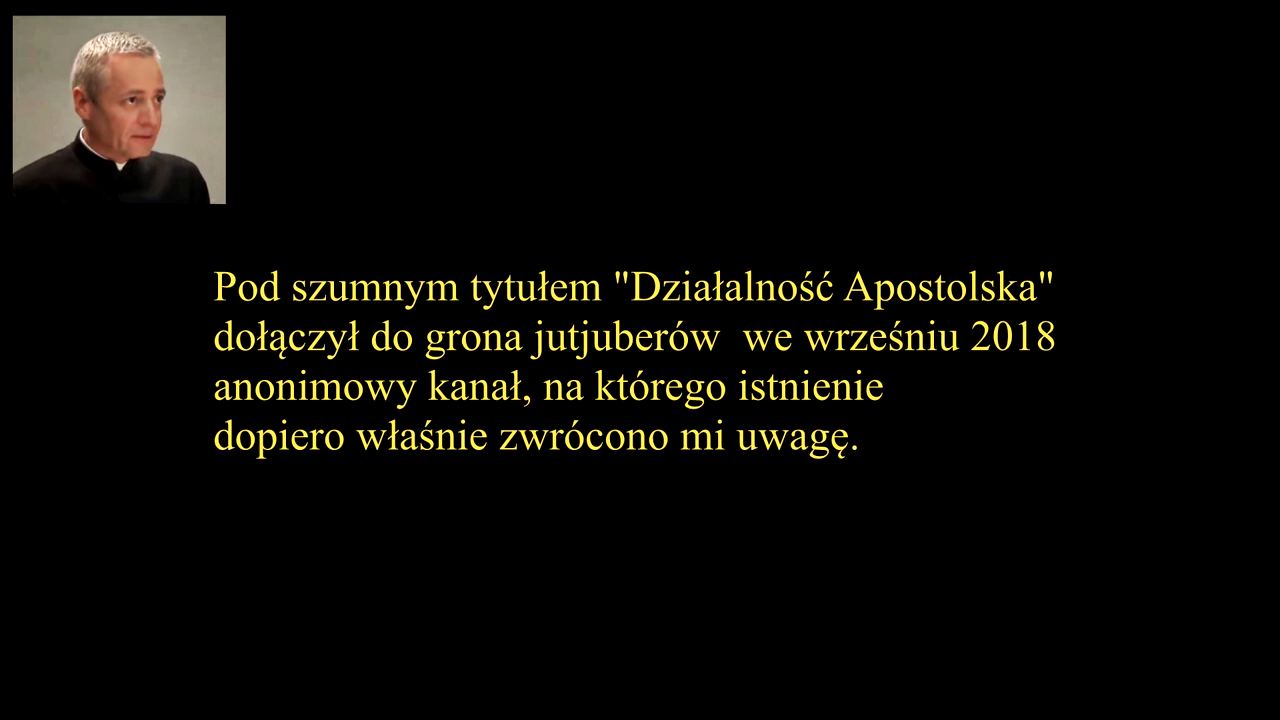 Pod szumnym tytułem "Działalność Apostolska"
dołączył do grona jutjuberów  we wrześniu 2018
anonimowy kanał, na którego istnienie
dopiero właśnie zwrócono mi uwagę.